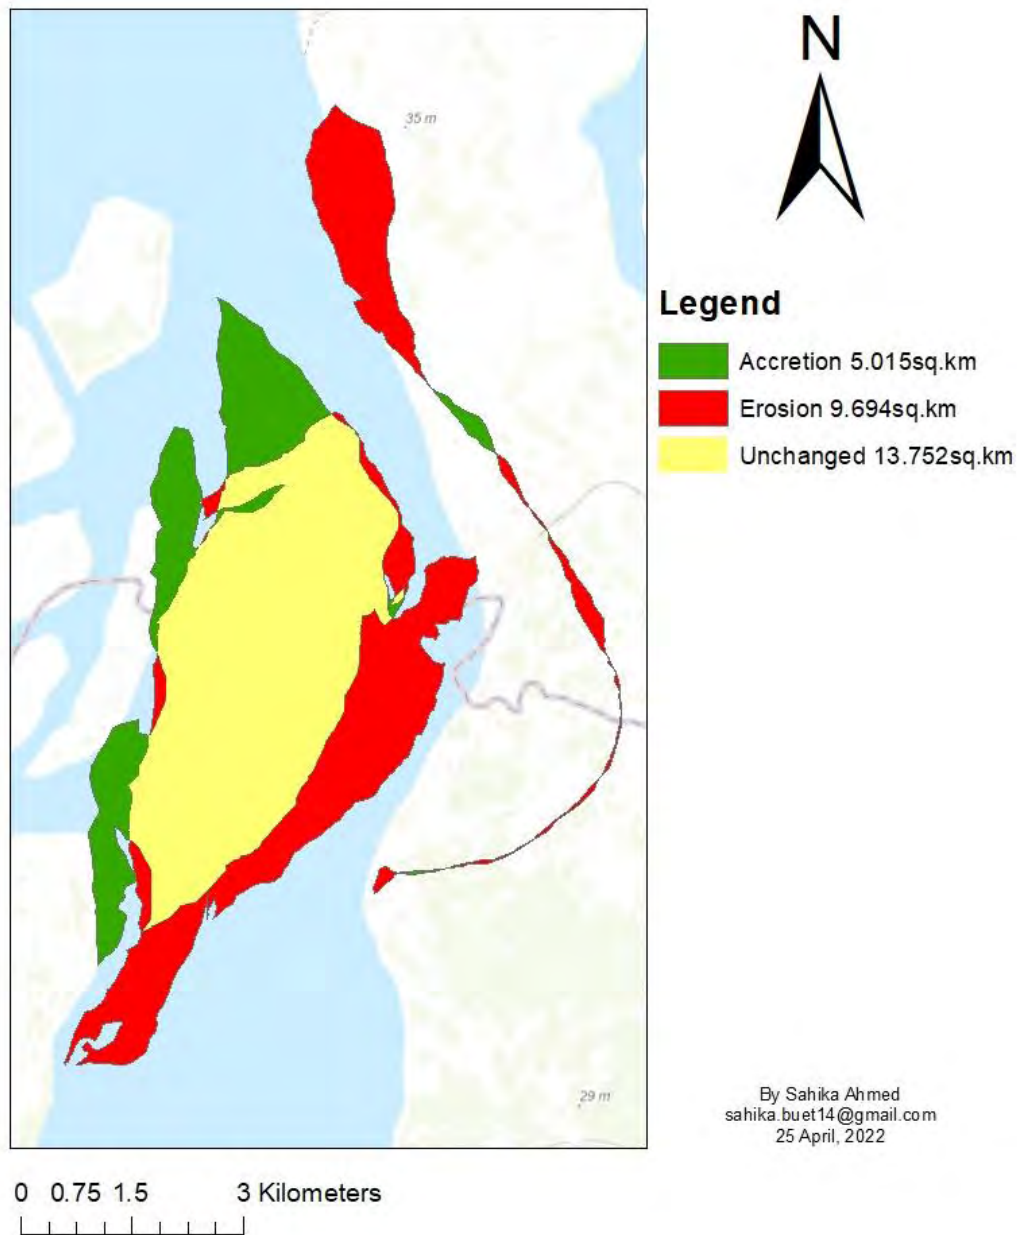 N
35 m
Legend
Accretion 5.015sq.km
Erosion 9.694sq.km
Unchanged 13.752sq.km
29 m
By Sahika Ahmed
sahika.buet14@gmail.com
25 April, 2022
0 0.75 1.5 3 Kilometers